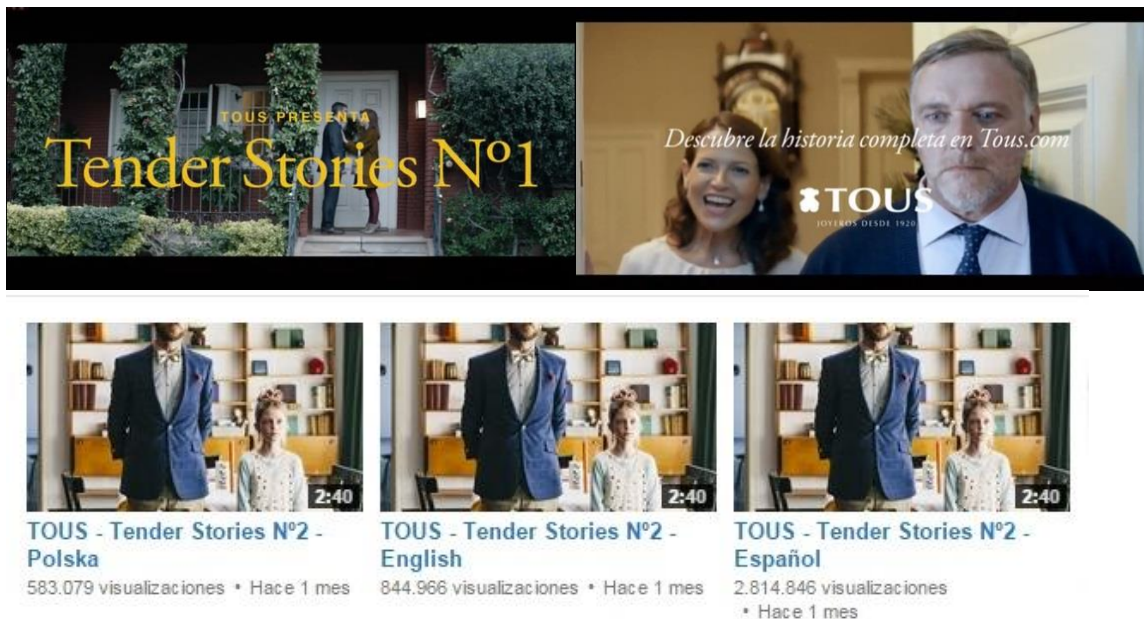 TOUS PRESENTA
Tender Stories Nº1
Descubre la historia completa en Tous.com
TOUS
JOYEROS DESDE 1920
2:40
2:40
2:40
TOUS - Tender Stories Nº2 -
Polska
583.079 visualizaciones • Hace 1 mes
TOUS - Tender Stories Nº2 -
English
844.966 visualizaciones • Hace 1 mes
TOUS - Tender Stories Nº2 -
Español
2.814.846 visualizaciones
• Hace 1 mes